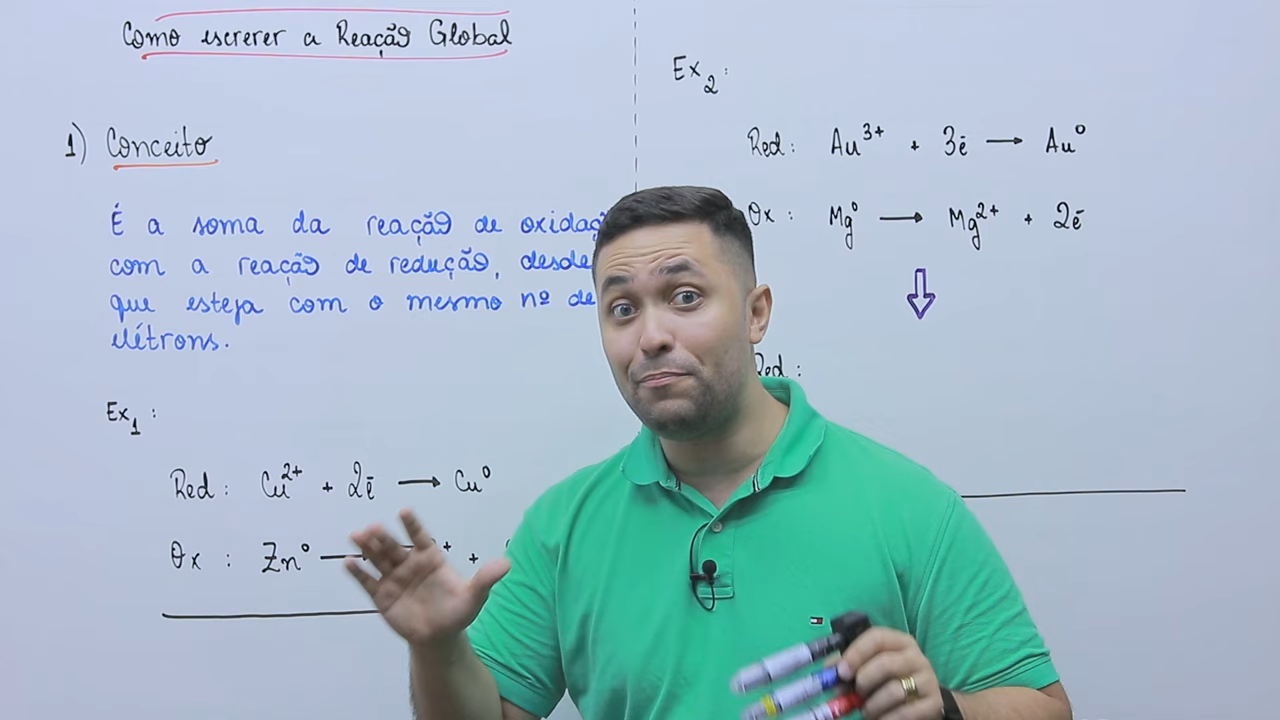 Como escrever a Reação Global
1) Conceito
É a soma da reação de
com a reação de redução, desde
que esteja com o mesmo nº de
elétrons.
Ex₁ :
Red : Cu²⁺ + 2ē → Cu⁰
Ox : Zn⁰ +
Ex₂ :
Red : Au³⁺ + 3ē → Au⁰
Ox : Mg⁰ → Mg²⁺ + 2ē
Red :